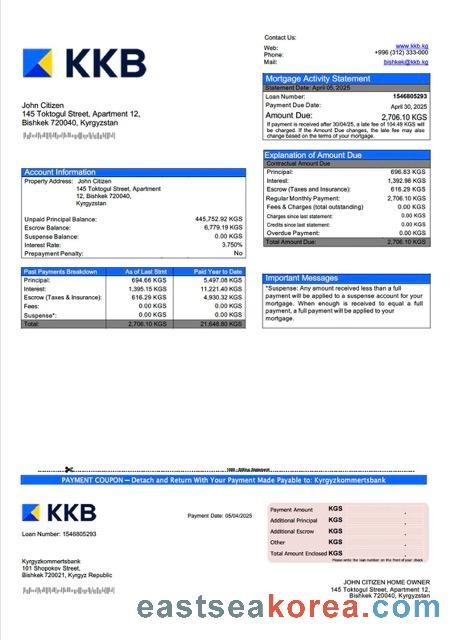 KKB
John Citizen
145 Toktogul Street, Apartment 12,
Bishkek 720040, Kyrgyzstan
Contact Us:
Web: www.kkb.kg
Phone: +996 (312) 333-000
Mail: bishkek@kkb.kg
Mortgage Activity Statement
Statement Date: April 05, 2025
Loan Number: 1546805293
Payment Due Date: April 30, 2025
Amount Due: 2,706.10 KGS
If payment is received after 30/04/25, a late fee of 104.49 KGS will
be charged. If the Amount Due changes, the late fee may also
change based on the terms of your mortgage.
Explanation of Amount Due
Contractual Amount Due
Principal: 696.83 KGS
Interest: 1,392.98 KGS
Escrow (Taxes and Insurance): 616.29 KGS
Regular Monthly Payment: 2,706.10 KGS
Fees & Charges (total outstanding) 0.00 KGS
Charges since last statement: 0.00 KGS
Credits since last statement: 0.00 KGS
Overdue Payment: 0.00 KGS
Total Amount Due: 2,706.10 KGS
Account Information
Property Address: John Citizen
145 Toktogul Street, Apartment
12, Bishkek 720040,
Kyrgyzstan
Unpaid Principal Balance: 445,752.92 KGS
Escrow Balance: 6,779.19 KGS
Suspense Balance: 0.00 KGS
Interest Rate: 3.750%
Prepayment Penalty: No
Past Payments Breakdown As of Last Stmt Paid Year to Date
Principal: 694.66 KGS 5,497.08 KGS
Interest: 1,395.15 KGS 11,221.40 KGS
Escrow (Taxes & Insurance): 616.29 KGS 4,930.32 KGS
Fees: 0.00 KGS 0.00 KGS
Suspense*: 0.00 KGS 0.00 KGS
Total: 2,706.10 KGS 21,648.80 KGS
Important Messages
*Suspense: Any amount received less than a full
payment will be applied to a suspense account for your
mortgage. When enough is received to equal a full
payment, a full payment will be applied to your
mortgage.
PAYMENT COUPON – Detach and Return With Your Payment Made Payable to: Kyrgyzkommertsbank
KKB
Payment Date: 05/04/2025
Loan Number: 1546805293
Payment Amount KGS .
Additional Principal KGS .
Additional Escrow KGS .
Other KGS .
Total Amount Enclosed KGS .
Please write the loan number on the front of your check
Kyrgyzkommertsbank
101 Shopokov Street,
Bishkek 720021, Kyrgyz Republic
JOHN CITIZEN HOME OWNER
145 Toktogul Street, Apartment 12,
Bishkek 720040, Kyrgyzstan
eastseakorea.com